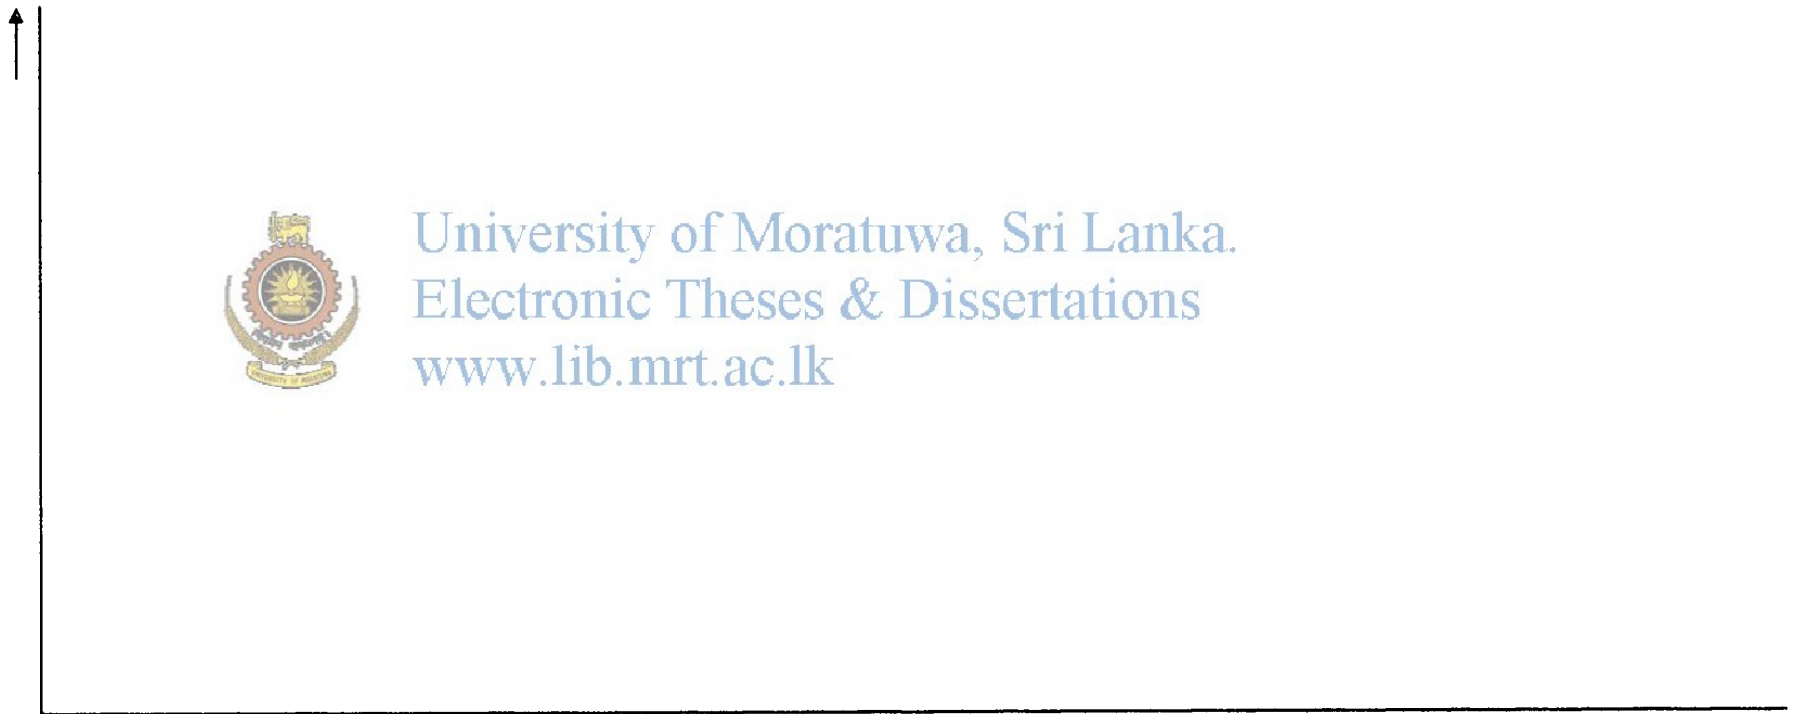 University of Moratuwa, Sri Lanka.
Electronic Theses & Dissertations
www.lib.mrt.ac.lk